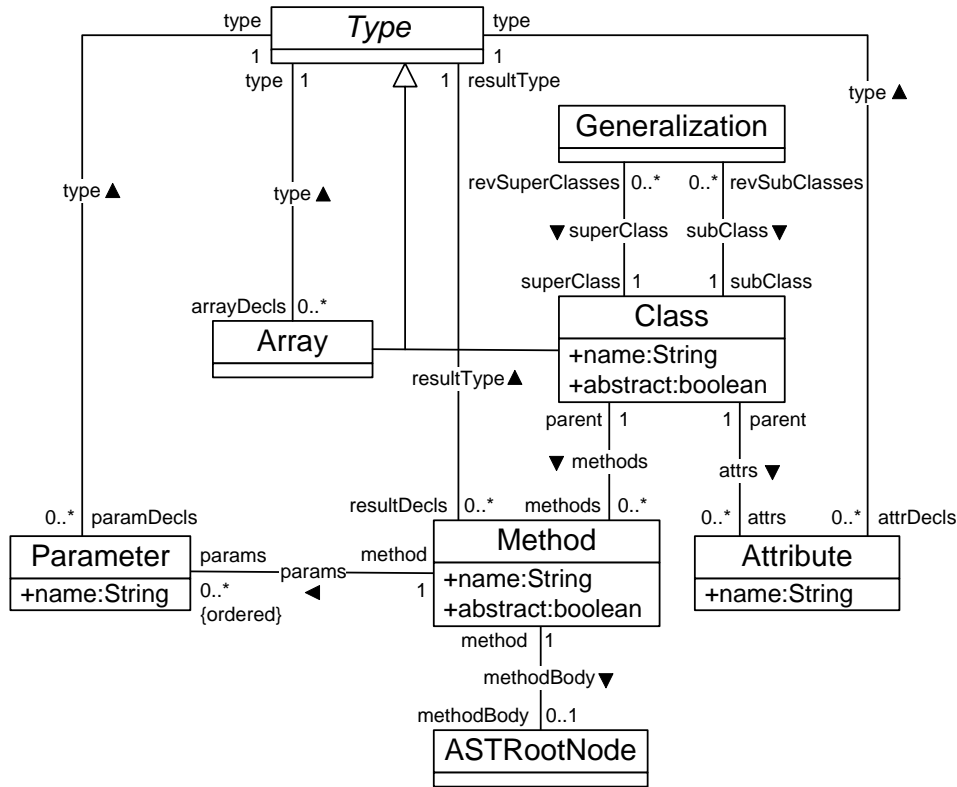 type
Type
type
1
1
type 1
1 resultType
type ▲
Generalization
type ▲
type ▲
revSuperClasses 0..* 0..* revSubClasses
▼ superClass subClass ▼
superClass 1 1 subClass
arrayDecls 0..*
Class
Array
+name:String
+abstract:boolean
resultType ▲
parent 1 1 parent
▼ methods attrs ▼
resultDecls 0..* methods 0..*
0..* paramDecls
0..* attrs 0..* attrDecls
Parameter
+name:String
params
0..*
{ordered}
params
◀
method
1
Method
+name:String
+abstract:boolean
Attribute
+name:String
method 1
methodBody ▼
methodBody 0..1
ASTRootNode